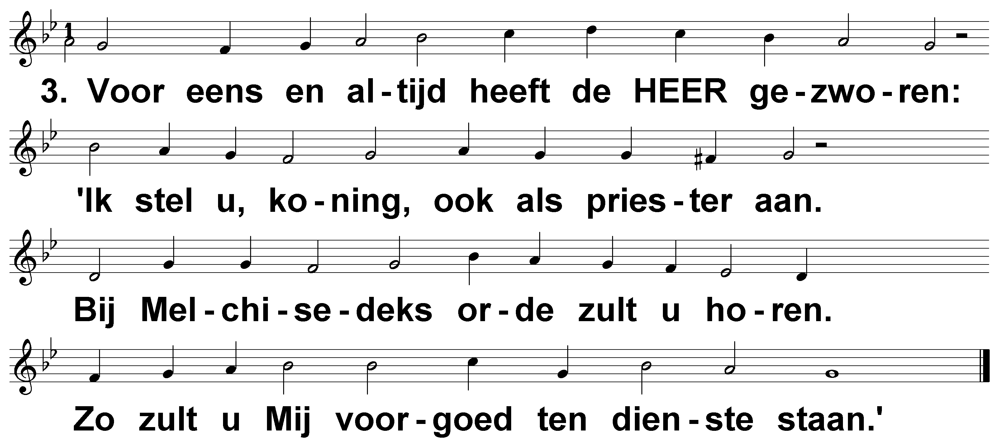 1
3. Voor eens en al-tijd heeft de HEER ge-zwo-ren:
'Ik stel u, ko-ning, ook als pries-ter aan.
Bij Mel-chi-se-deks or-de zult u ho-ren.
Zo zult u Mij voor-goed ten dien-ste staan.'